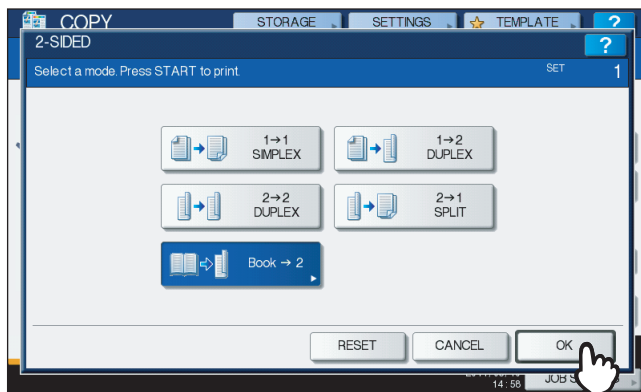 COPY
STORAGE
SETTINGS
TEMPLATE
?
2-SIDED
?
Select a mode. Press START to print.
SET
1
1→1
SIMPLEX
1→2
DUPLEX
2→2
DUPLEX
2→1
SPLIT
Book → 2
RESET
CANCEL
OK
14:58
JOB S